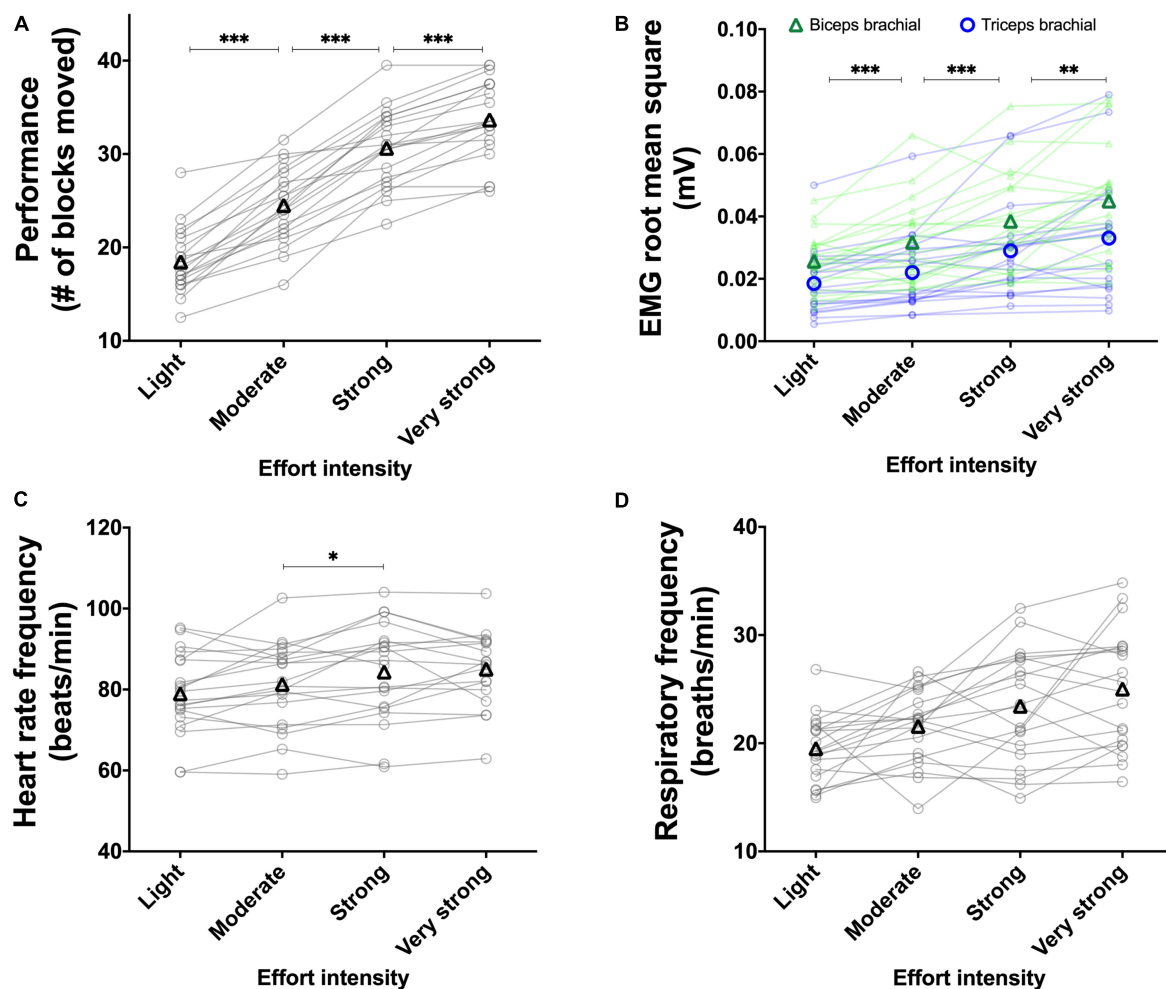 A
Performance
(# of blocks moved)
40
30
20
10
***
***
***
Light
Moderate
Strong
Very strong
Effort intensity
B
Biceps brachial
Triceps brachial
EMG root mean square
(mV)
0.10
0.08
0.06
0.04
0.02
0.00
***
***
**
Light
Moderate
Strong
Very strong
Effort intensity
C
Heart rate frequency
(beats/min)
120
100
80
60
40
*
Light
Moderate
Strong
Very strong
Effort intensity
D
Respiratory frequency
(breaths/min)
40
30
20
10
Light
Moderate
Strong
Very strong
Effort intensity